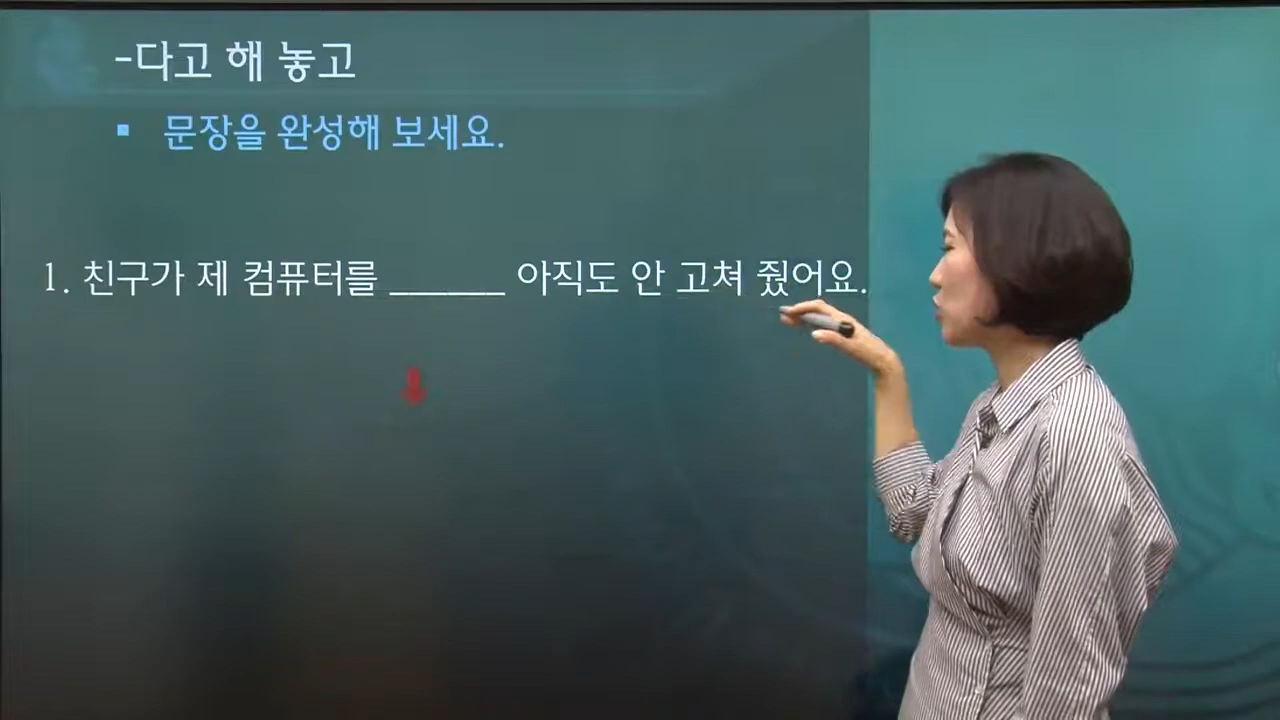 -다고 해 놓고
▪ 문장을 완성해 보세요.
1. 친구가 제 컴퓨터를 ______ 아직도 안 고쳐 줬어요.